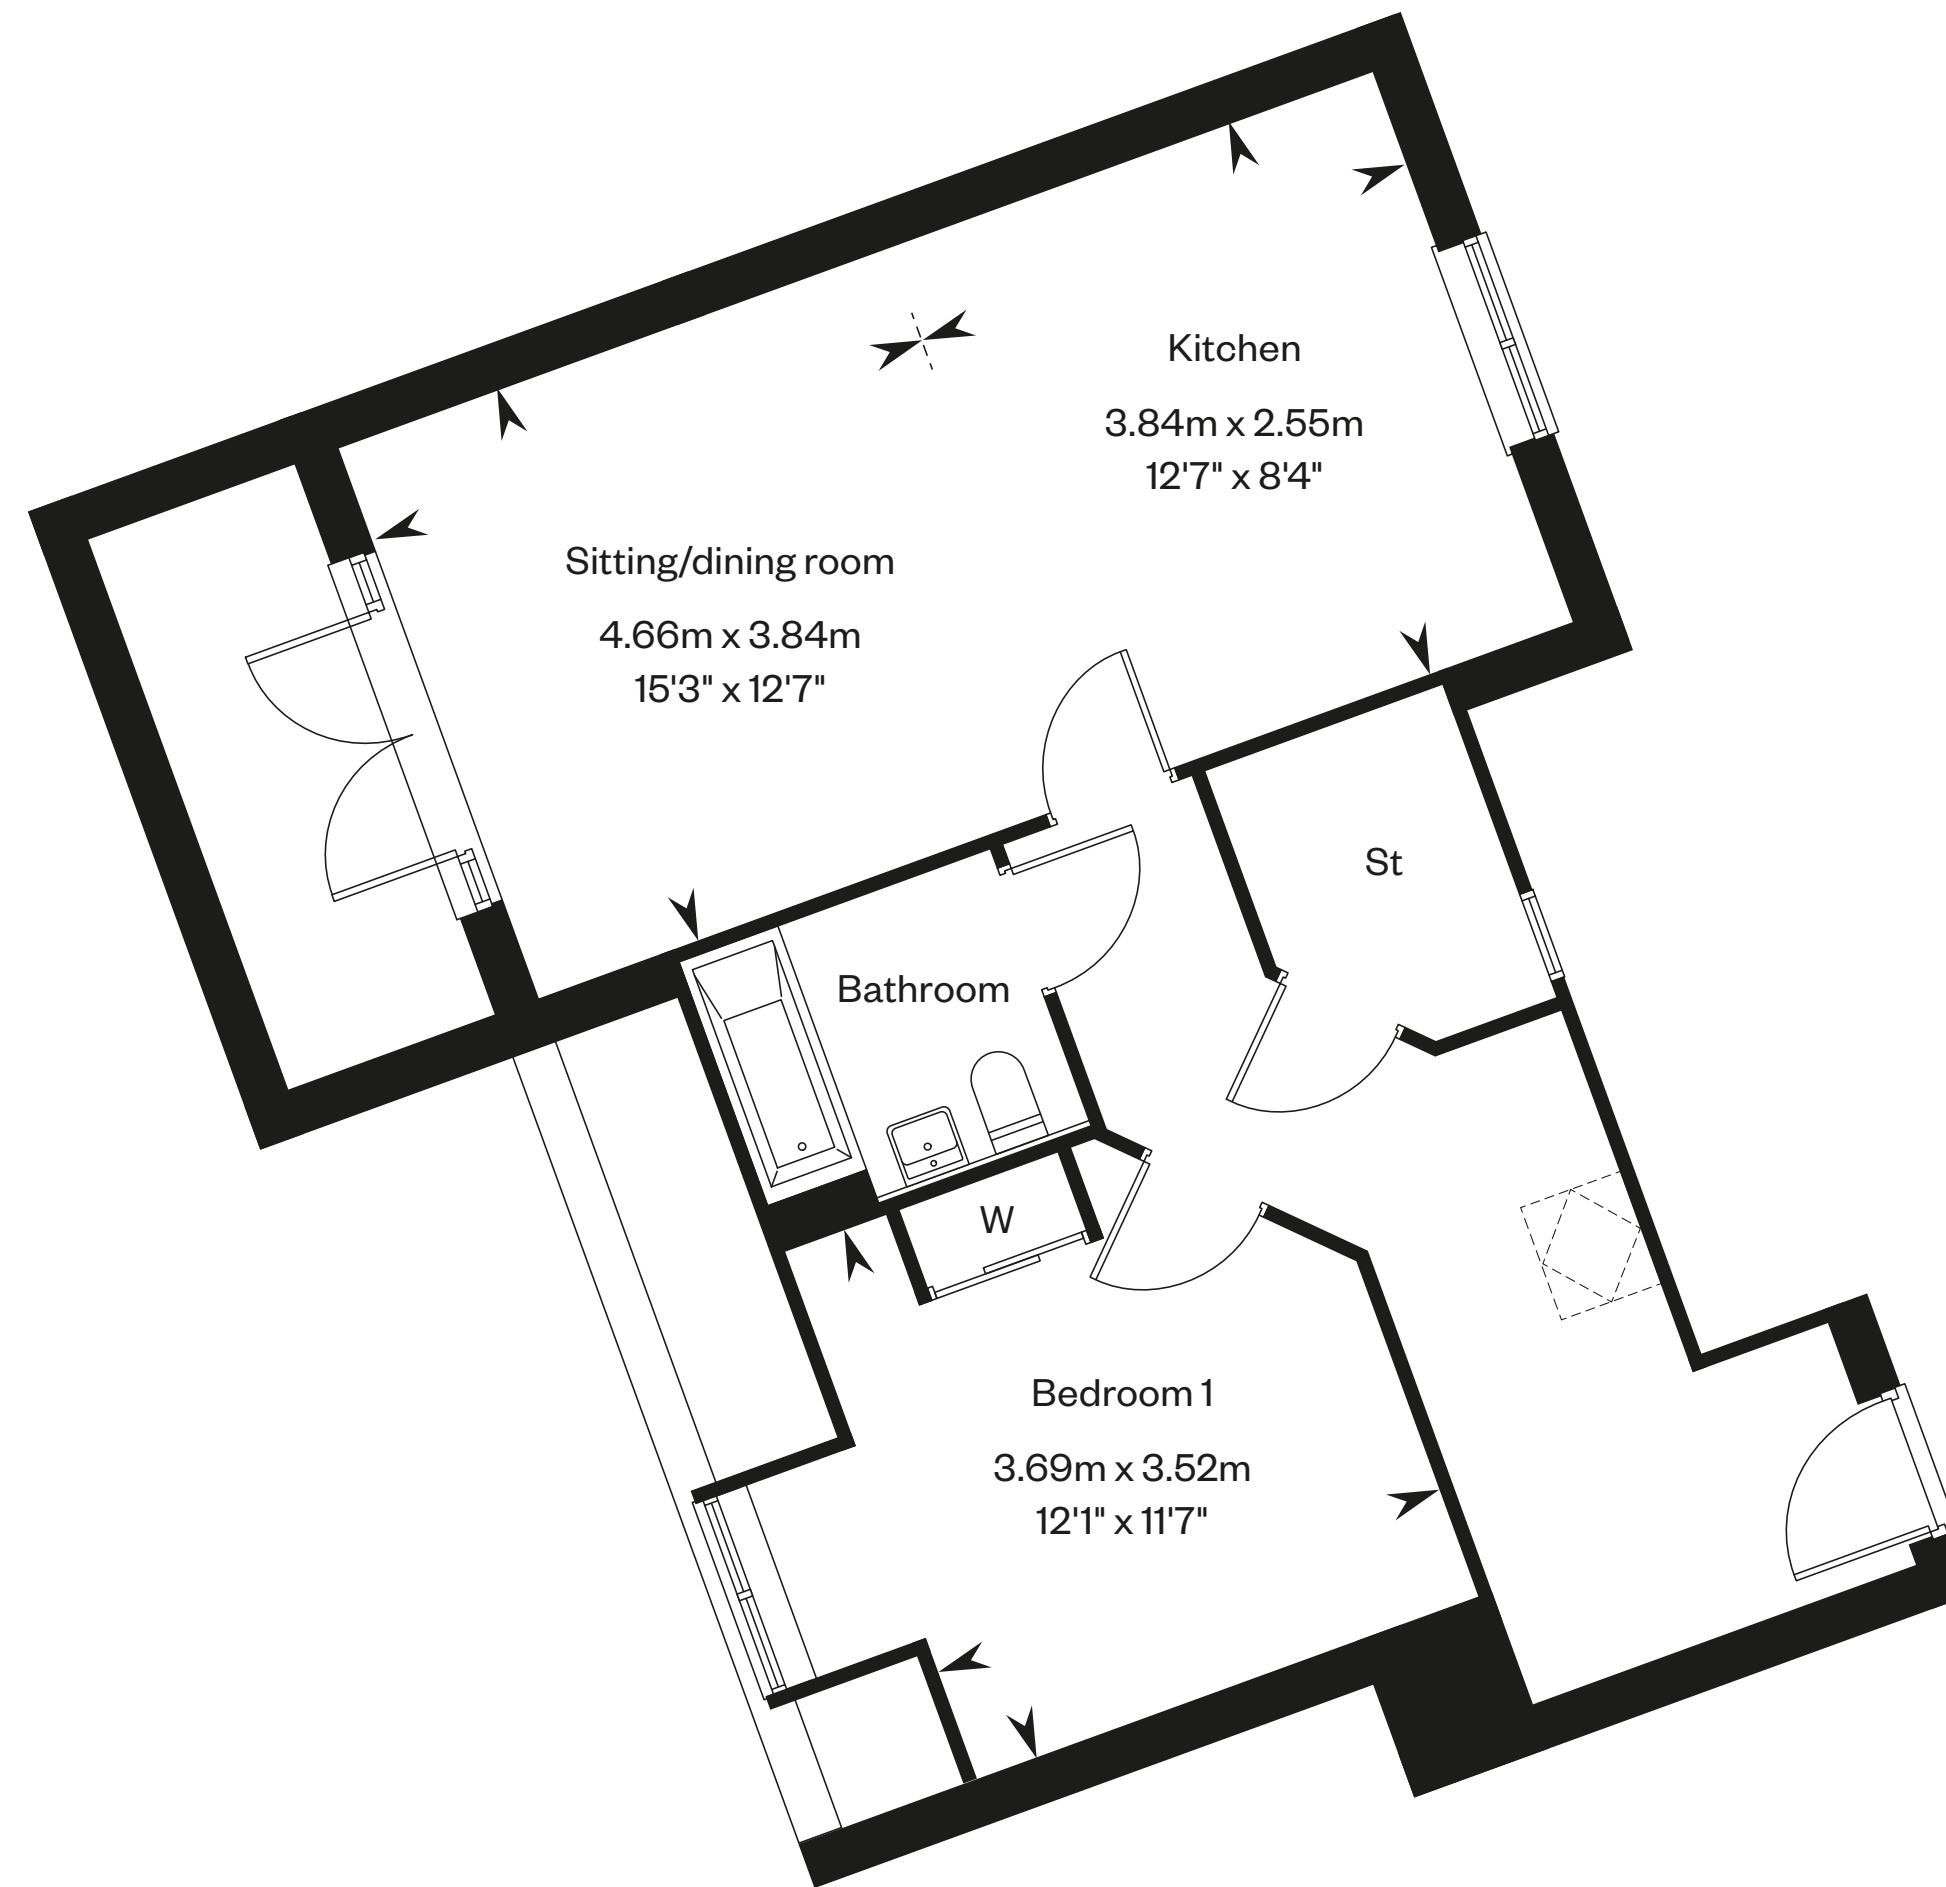 Kitchen
3.84m x 2.55m
12'7" x 8'4"
Sitting/dining room
4.66m x 3.84m
15'3" x 12'7"
St
Bathroom
W
Bedroom 1
3.69m x 3.52m
12'1" x 11'7"